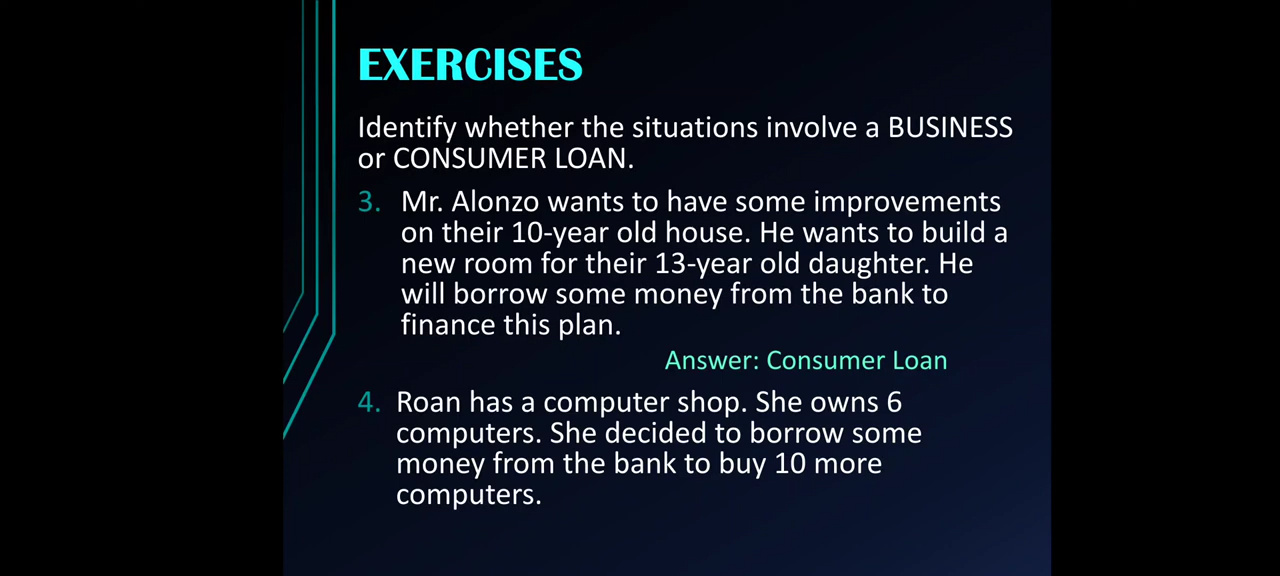 EXERCISES
Identify whether the situations involve a BUSINESS
or CONSUMER LOAN.
3. Mr. Alonzo wants to have some improvements
on their 10-year old house. He wants to build a
new room for their 13-year old daughter. He
will borrow some money from the bank to
finance this plan.
Answer: Consumer Loan
4. Roan has a computer shop. She owns 6
computers. She decided to borrow some
money from the bank to buy 10 more
computers.